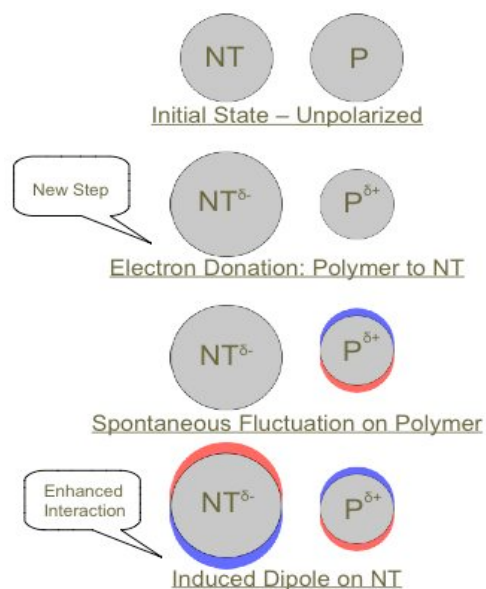 NT P
Initial State – Unpolarized
New Step
NTδ- Pδ+
Electron Donation: Polymer to NT
NTδ- Pδ+
Spontaneous Fluctuation on Polymer
Enhanced
Interaction
NTδ- Pδ+
Induced Dipole on NT